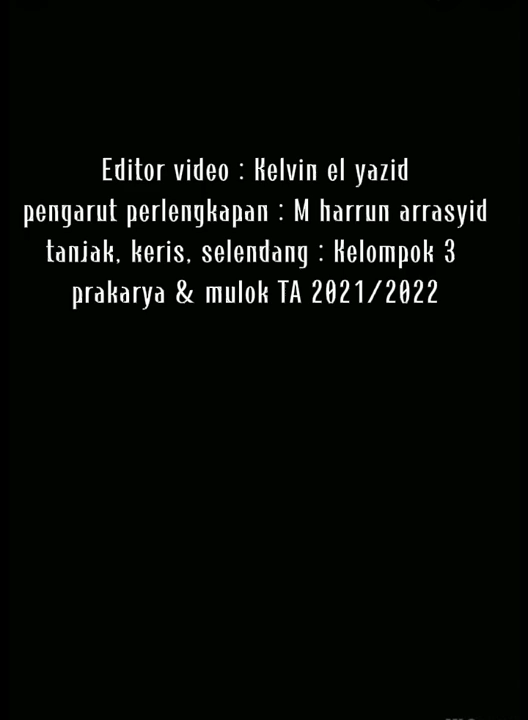 Editor video : Kelvin el yazid
pengarut perlengkapan : M harrun arrasyid
tanjak, keris, selendang : Kelompok 3
prakarya & mulok TA 2021/2022